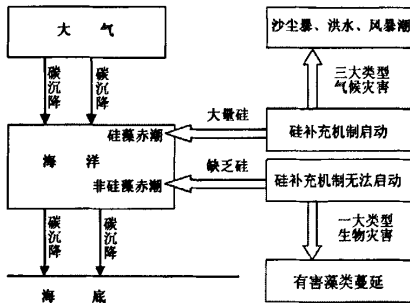 大 气
沙尘暴、洪水、风暴潮
碳沉降
碳沉降
三大类型
气候灾害
大量硅
硅藻赤潮
硅补充机制启动
海 洋
缺乏硅
非硅藻赤潮
硅补充机制无法启动
碳沉降
碳沉降
一大类型
生物灾害
有害藻类蔓延
海 底